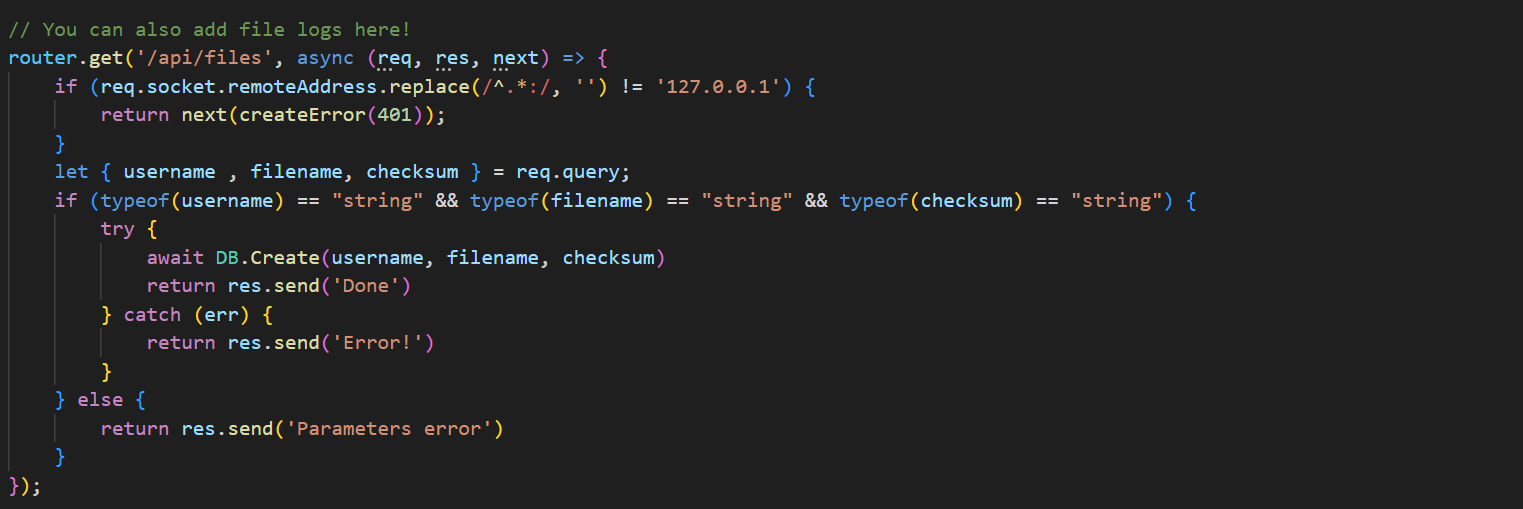 // You can also add file logs here!
router.get('/api/files', async (req, res, next) => {
    if (req.socket.remoteAddress.replace(/^.*:/, '') != '127.0.0.1') {
        return next(createError(401));
    }
    let { username , filename, checksum } = req.query;
    if (typeof(username) == "string" && typeof(filename) == "string" && typeof(checksum) == "string") {
        try {
            await DB.Create(username, filename, checksum)
            return res.send('Done')
        } catch (err) {
            return res.send('Error!')
        }
    } else {
        return res.send('Parameters error')
    }
});